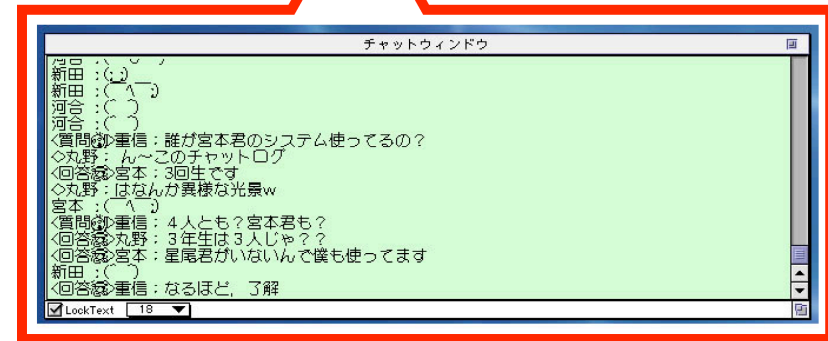 チャットウィンドウ
新田 :(;_;)
新田 :(￣^￣;)
河合 :(￣ ￣)
河合 :(￣ ￣)
<質問>重信：誰が宮本君のシステム使ってるの？
◇丸野： ん〜このチャットログ
<回答>宮本：3回生です
◇丸野：はなんか異様な光景w
宮本 :(￣^￣;)
<質問>重信：４人とも？宮本君も？
<回答>丸野：３年生は３人じゃ？？
<回答>宮本：星尾君がいないんで僕も使ってます
新田 :(￣ ￣)
<回答>重信：なるほど，了解
LockText 18